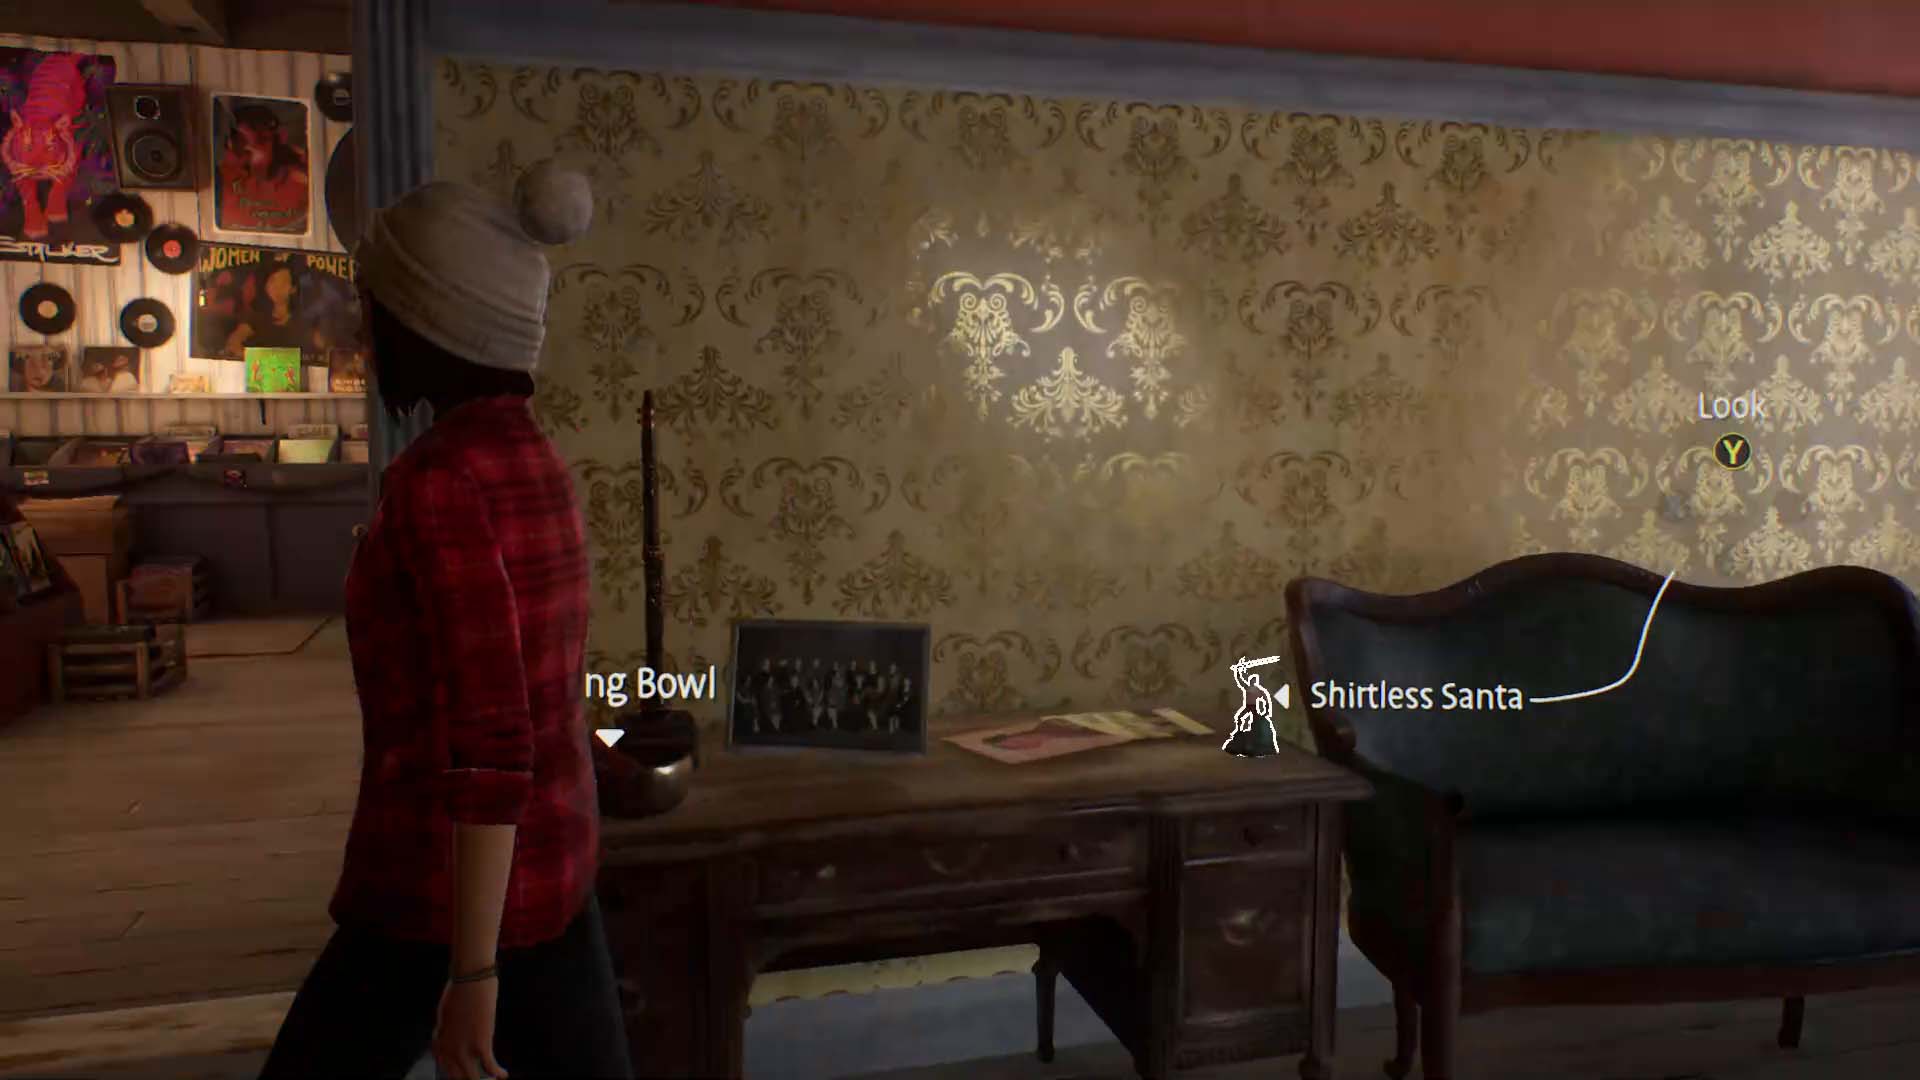 STALKER
WOMEN OF POWER
Look
Y
ng Bowl
Shirtless Santa